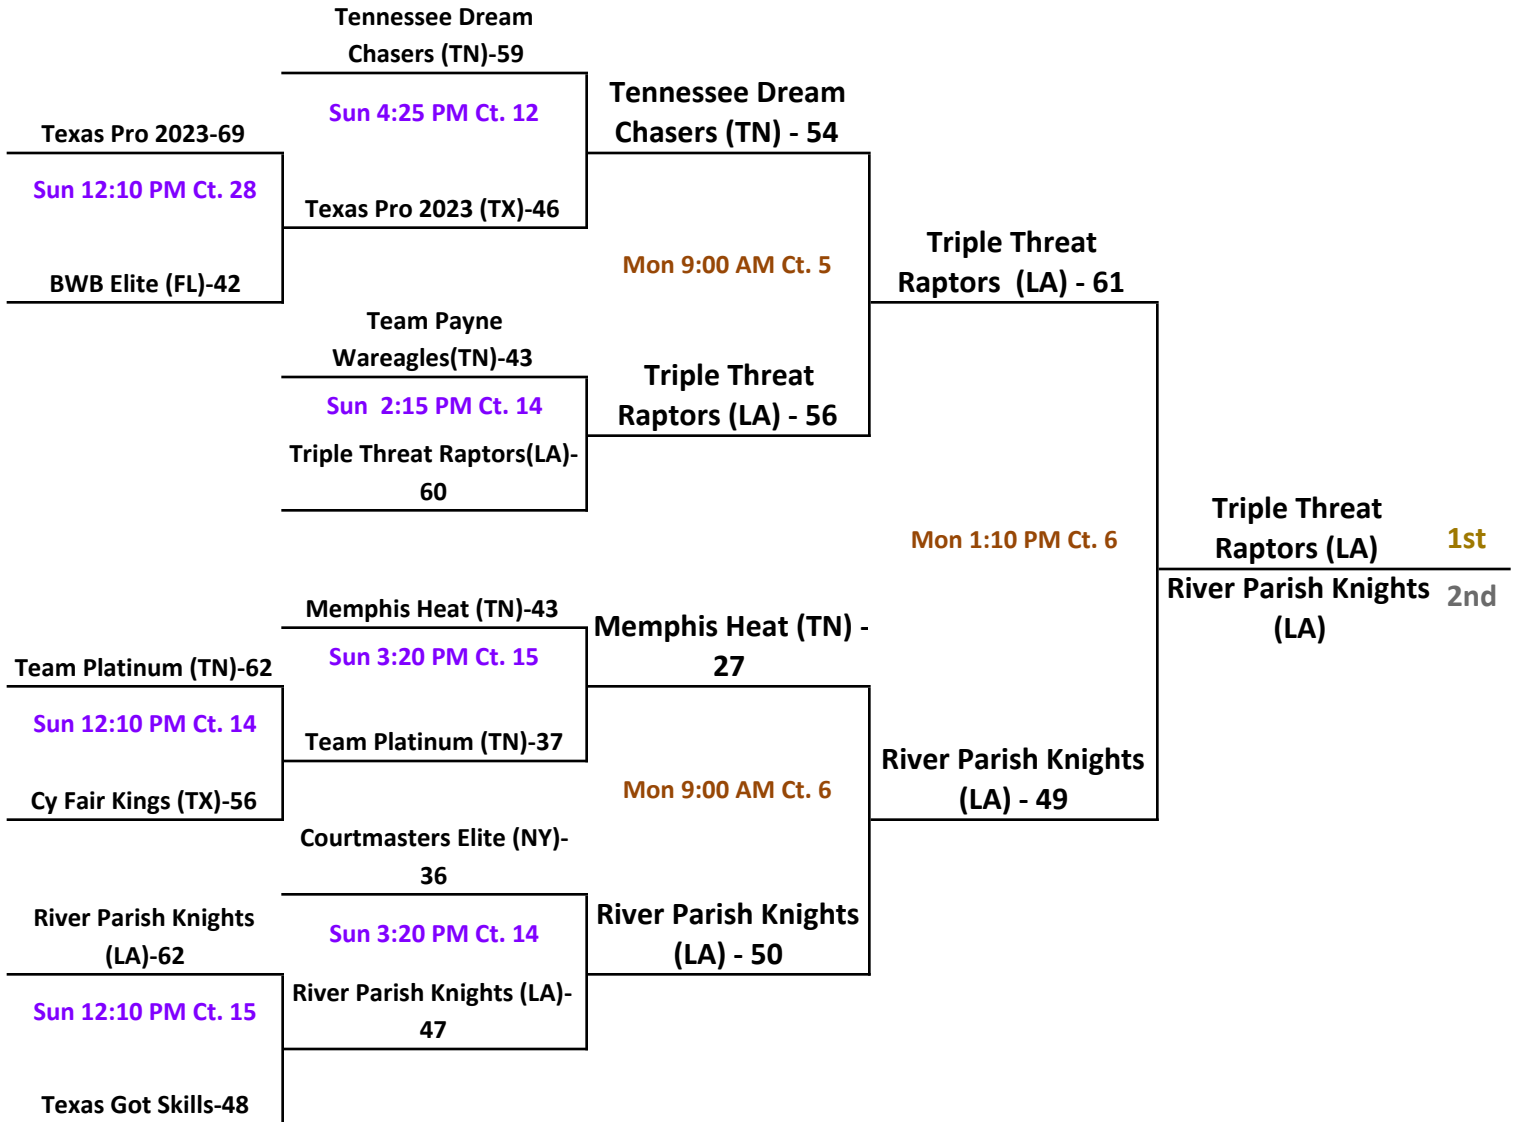 Tennessee Dream
Chasers (TN)-59
Sun 4:25 PM Ct. 12
Tennessee Dream
Chasers (TN) - 54
Texas Pro 2023-69
Sun 12:10 PM Ct. 28
Texas Pro 2023 (TX)-46
BWB Elite (FL)-42
Mon 9:00 AM Ct. 5
Triple Threat
Raptors  (LA) - 61
Team Payne
Wareagles(TN)-43
Sun  2:15 PM Ct. 14
Triple Threat
Raptors (LA) - 56
Triple Threat Raptors(LA)-
60
Mon 1:10 PM Ct. 6
Triple Threat
Raptors (LA)
1st
River Parish Knights
(LA)
2nd
Memphis Heat (TN)-43
Sun 3:20 PM Ct. 15
Memphis Heat (TN) -
27
Team Platinum (TN)-62
Sun 12:10 PM Ct. 14
Team Platinum (TN)-37
Cy Fair Kings (TX)-56
Mon 9:00 AM Ct. 6
River Parish Knights
(LA) - 49
Courtmasters Elite (NY)-
36
Sun 3:20 PM Ct. 14
River Parish Knights
(LA) - 50
River Parish Knights
(LA)-62
Sun 12:10 PM Ct. 15
River Parish Knights (LA)-
47
Texas Got Skills-48